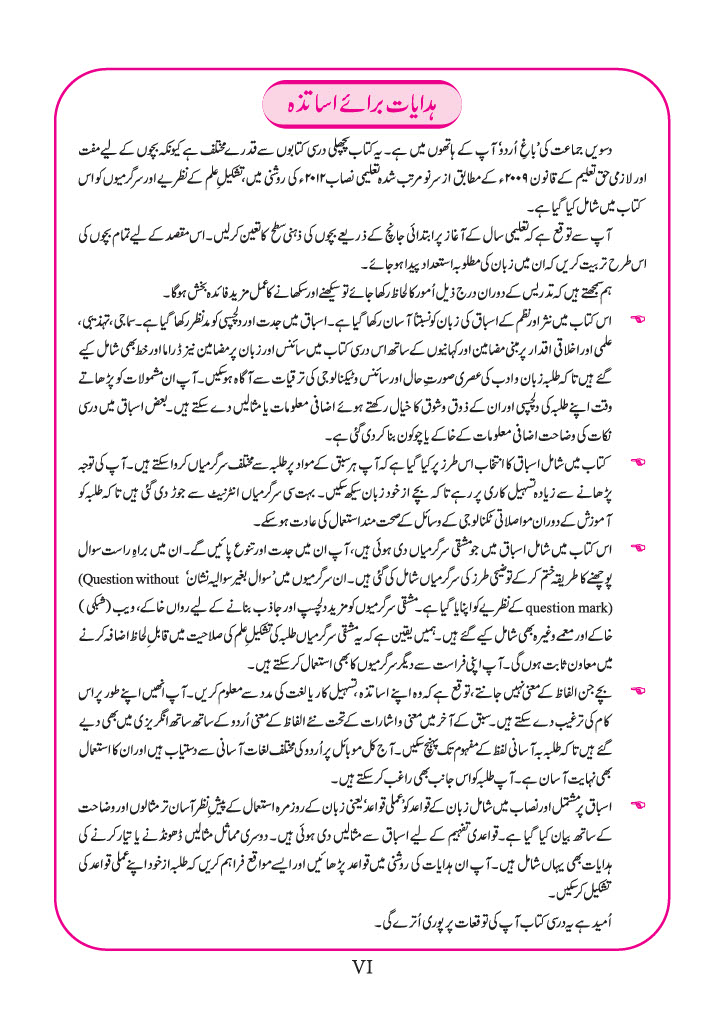 ہدایات برائے اساتذہ
دسویں جماعت کی ’باغِ اُردو‘ آپ کے ہاتھوں میں ہے۔ یہ کتاب پچھلی درسی کتابوں سے قدرے مختلف ہے کیونکہ بچوں کے لیے مفت
اور لازمی حقِ تعلیم کے قانون ۲۰۰۹ء کے مطابق از سرِ نو مرتب شدہ تعلیمی نصاب ۲۰۱۲ء کی روشنی میں، تشکیلِ علم کے نظریے اور سرگرمیوں کو اس
کتاب میں شامل کیا گیا ہے۔
آپ سے توقع ہے کہ تعلیمی سال کے آغاز پر ابتدائی جانچ کے ذریعے بچوں کی ذہنی سطح کا تعین کرلیں۔ اس مقصد کے لیے تمام بچوں کی
اس طرح تربیت کریں کہ ان میں زبان کی مطلوبہ استعداد پیدا ہوجائے۔
ہم سمجھتے ہیں کہ تدریس کے دوران درج ذیل اُمور کا لحاظ رکھا جائے تو سیکھنے اور سکھانے کا عمل مزید فائدہ بخش ہوگا۔
☜ اس کتاب میں نثر اور نظم کے اسباق کی زبان کو نسبتاً آسان رکھا گیا ہے۔ اسباق میں جدت اور دلچسپی کو مدِنظر رکھا گیا ہے۔ سماجی، تہذیبی،
علمی اور اخلاقی اقدار پر مبنی مضامین اور کہانیوں کے ساتھ اس درسی کتاب میں سائنس اور زبان پر مضامین نیز ڈراما اور خط بھی شامل کیے
گئے ہیں تاکہ طلبہ زبان و ادب کی عصری صورتِ حال اور سائنس و ٹیکنالوجی کی ترقیات سے آگاہ ہوسکیں۔ آپ ان مشمولات کو پڑھاتے
وقت اپنے طلبہ کی دلچسپی اور ان کے ذوق و شوق کا خیال رکھتے ہوئے اضافی معلومات یا مثالیں دے سکتے ہیں۔ بعض اسباق میں درسی
نکات کی وضاحت اضافی معلومات کے خاکے یا چوکون بنا کر دی گئی ہے۔
☜ کتاب میں شامل اسباق کا انتخاب اس طرز پر کیا گیا ہے کہ آپ ہر سبق کے مواد پر طلبہ سے مختلف سرگرمیاں کرواسکتے ہیں۔ آپ کی توجہ
پڑھانے سے زیادہ تسہیل کاری پر رہے تاکہ بچے از خود زبان سیکھ سکیں۔ بہت سی سرگرمیاں انٹرنیٹ سے جوڑ دی گئی ہیں تاکہ طلبہ کو
آموزش کے دوران مواصلاتی ٹکنالوجی کے وسائل کے صحت مند استعمال کی عادت ہوسکے۔
☜ اس کتاب میں شامل اسباق میں جو مشقی سرگرمیاں دی ہوئی ہیں، آپ ان میں جدت اور تنوع پائیں گے۔ ان میں براہِ راست سوال
پوچھنے کا طریقہ ختم کرکے توضیحی طرز کی سرگرمیاں شامل کی گئی ہیں۔ ان سرگرمیوں میں ’سوال بغیر سوالیہ نشان‘ (Question without
question mark) کے نظریے کو اپنایا گیا ہے۔ مشقی سرگرمیوں کو مزید دلچسپ اور جاذب بنانے کے لیے رواں خاکے، ویب (شبکی)
خاکے اور معمے وغیرہ بھی شامل کیے گئے ہیں۔ ہمیں یقین ہے کہ یہ مشقی سرگرمیاں طلبہ کی تشکیلِ علم کی صلاحیت میں قابلِ لحاظ اضافہ کرنے
میں معاون ثابت ہوں گی۔ آپ اپنی فراست سے دیگر سرگرمیوں کا بھی استعمال کرسکتے ہیں۔
☜ بچے جن الفاظ کے معنی نہیں جانتے، توقع ہے کہ وہ اپنے اساتذہ، تسہیل کار یا لغت کی مدد سے معلوم کریں۔ آپ انھیں اپنے طور پر اس
کام کی ترغیب دے سکتے ہیں۔ سبق کے آخر میں معنی و اشارات کے تحت نئے الفاظ کے معنی اُردو کے ساتھ ساتھ انگریزی میں بھی دیے
گئے ہیں تاکہ طلبہ بہ آسانی لفظ کے مفہوم تک پہنچ سکیں۔ آج کل موبائل پر اُردو کی مختلف لغات آسانی سے دستیاب ہیں اور ان کا استعمال
بھی نہایت آسان ہے۔ آپ طلبہ کو اس جانب بھی راغب کرسکتے ہیں۔
☜ اسباق پر مشتمل اور نصاب میں شامل زبان کے قواعد کو عملی قواعد یعنی زبان کے روزمرہ استعمال کے پیشِ نظر آسان تر مثالوں اور وضاحت
کے ساتھ بیان کیا گیا ہے۔ قواعدی تفہیم کے لیے اسباق سے مثالیں دی ہوئی ہیں۔ دوسری مماثل مثالیں ڈھونڈنے یا تیار کرنے کی
ہدایات بھی یہاں شامل ہیں۔ آپ ان ہدایات کی روشنی میں قواعد پڑھائیں اور ایسے مواقع فراہم کریں کہ طلبہ از خود اپنے عملی قواعد کی
تشکیل کرسکیں۔
اُمید ہے یہ درسی کتاب آپ کی توقعات پر پوری اُترے گی۔
VI